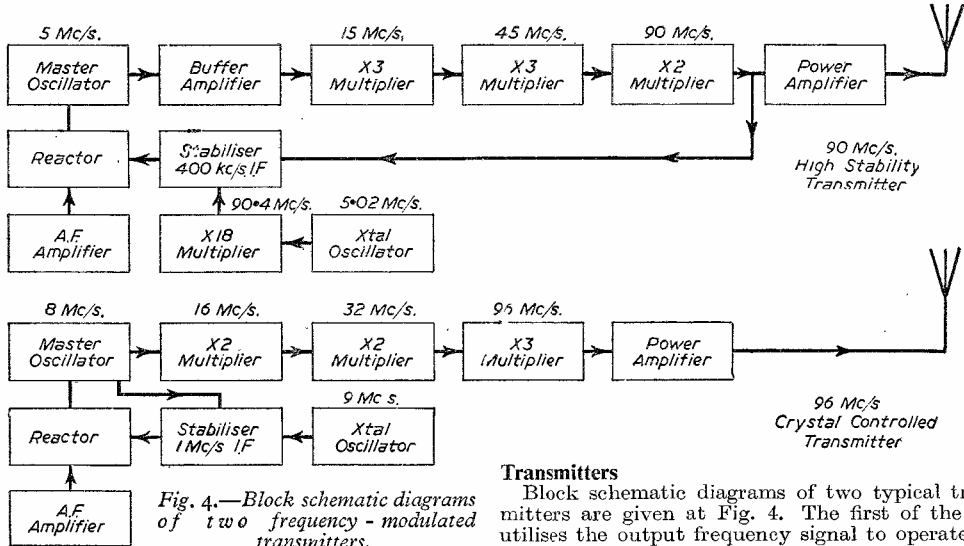 5 Mc/s.
15 Mc/s.
45 Mc/s.
90 Mc/s.
Master
Oscillator
Buffer
Amplifier
X3
Multiplier
X3
Multiplier
X2
Multiplier
Power
Amplifier
Reactor
Stabiliser
400 kc/s I.F
90·4 Mc/s.
5·02 Mc/s.
A.F.
Amplifier
X18
Multiplier
Xtal
Oscillator
90 Mc/s.
High Stability
Transmitter
8 Mc/s.
16 Mc/s.
32 Mc/s.
96 Mc/s.
Master
Oscillator
X2
Multiplier
X2
Multiplier
X3
Multiplier
Power
Amplifier
9 Mc s.
Reactor
Stabiliser
1 Mc/s I.F
Xtal
Oscillator
96 Mc/s
Crystal Controlled
Transmitter
A.F.
Amplifier
Fig. 4.—Block schematic diagrams
of two frequency - modulated
transmitters.
Transmitters
Block schematic diagrams of two typical tr
mitters are given at Fig. 4. The first of the
utilises the output frequency signal to operate